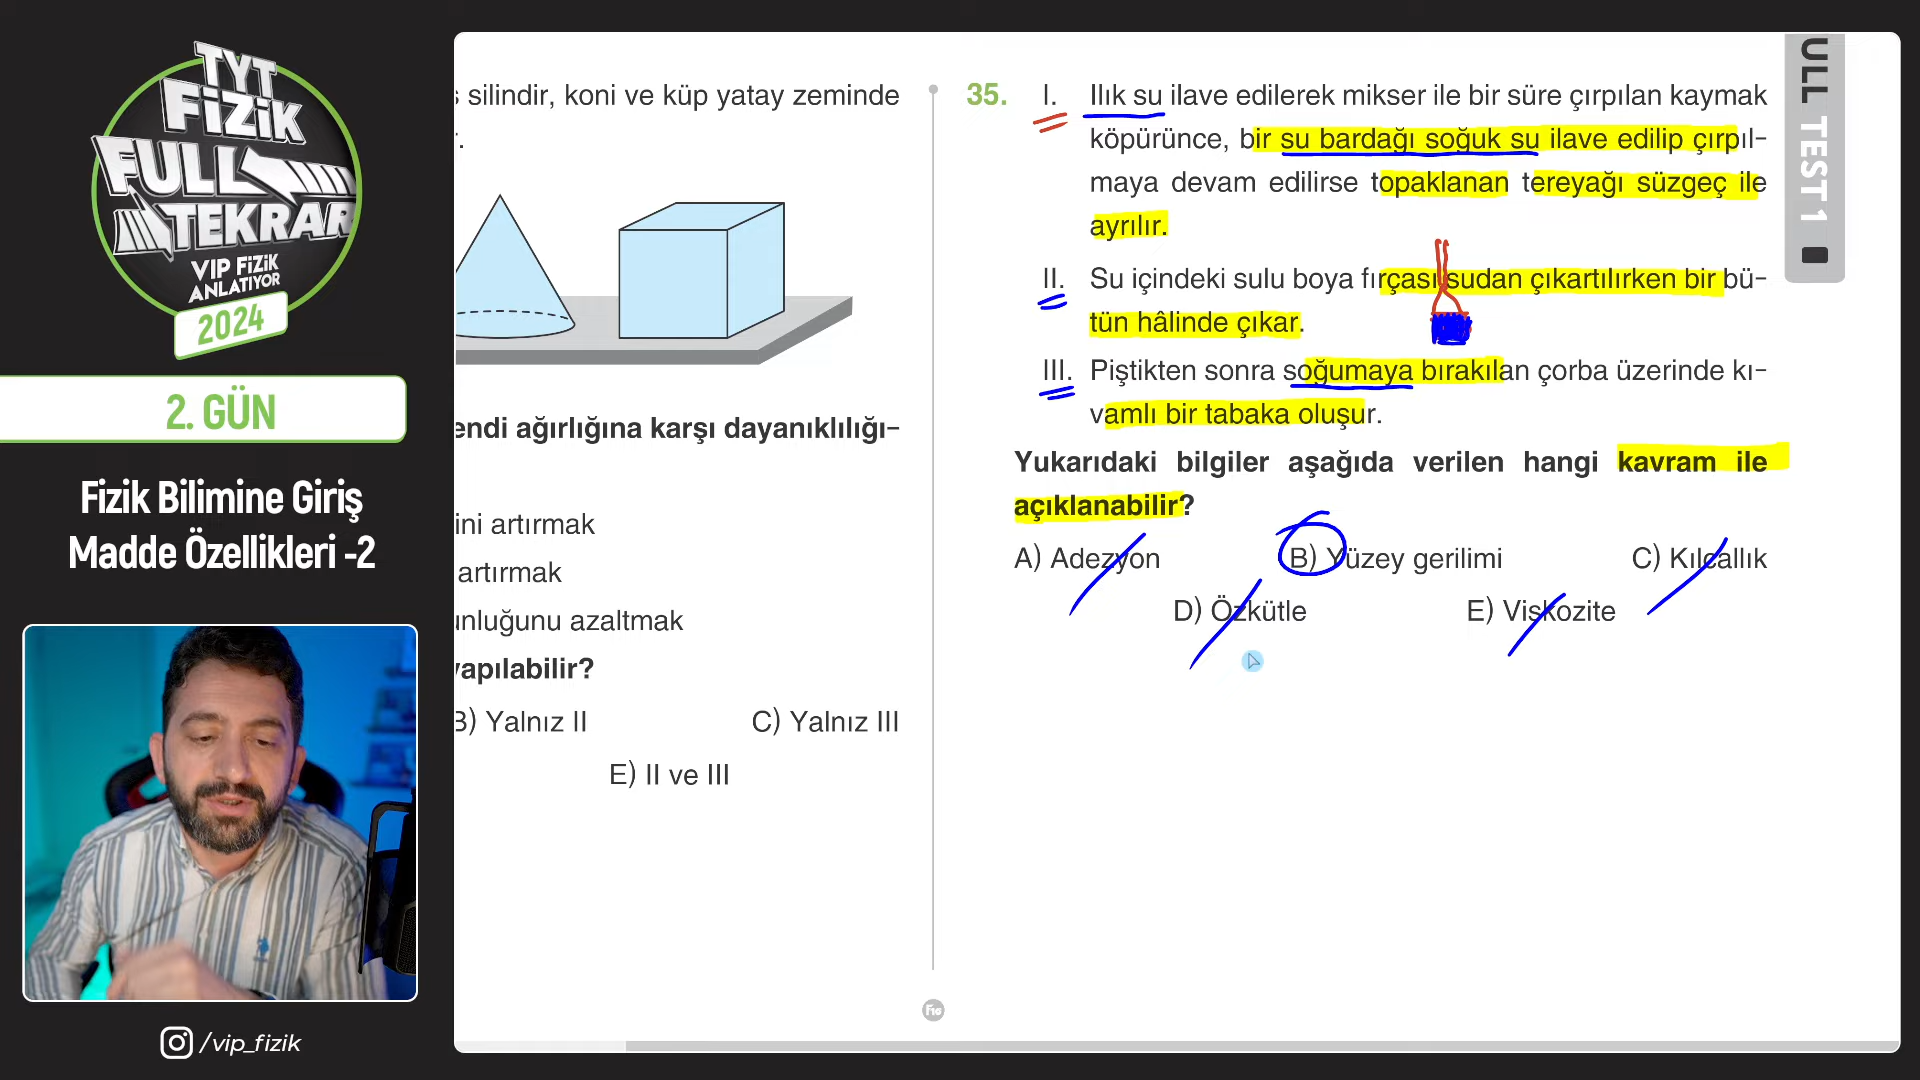 TYT
FiZiK
FULL
TEKRAR
VIP FiZiK
ANLATIYOR
2024
2. GÜN
Fizik Bilimine Giriş
Madde Özellikleri -2
/vip_fizik
silindir, koni ve küp yatay zeminde
.
endi ağırlığına karşı dayanıklılığı-
ini artırmak
artırmak
unluğunu azaltmak
yapılabilir?
B) Yalnız II
C) Yalnız III
E) II ve III
35. I. Ilık su ilave edilerek mikser ile bir süre çırpılan kaymak
köpürünce, bir su bardağı soğuk su ilave edilip çırpıl-
maya devam edilirse topaklanan tereyağı süzgeç ile
ayrılır.
II. Su içindeki sulu boya fırçası sudan çıkartılırken bir bü-
tün hâlinde çıkar.
III. Piştikten sonra soğumaya bırakılan çorba üzerinde kı-
vamlı bir tabaka oluşur.
Yukarıdaki bilgiler aşağıda verilen hangi kavram ile
açıklanabilir?
A) Adezyon B) Yüzey gerilimi C) Kılcallık
D) Özkütle E) Viskozite
ULL TEST 1